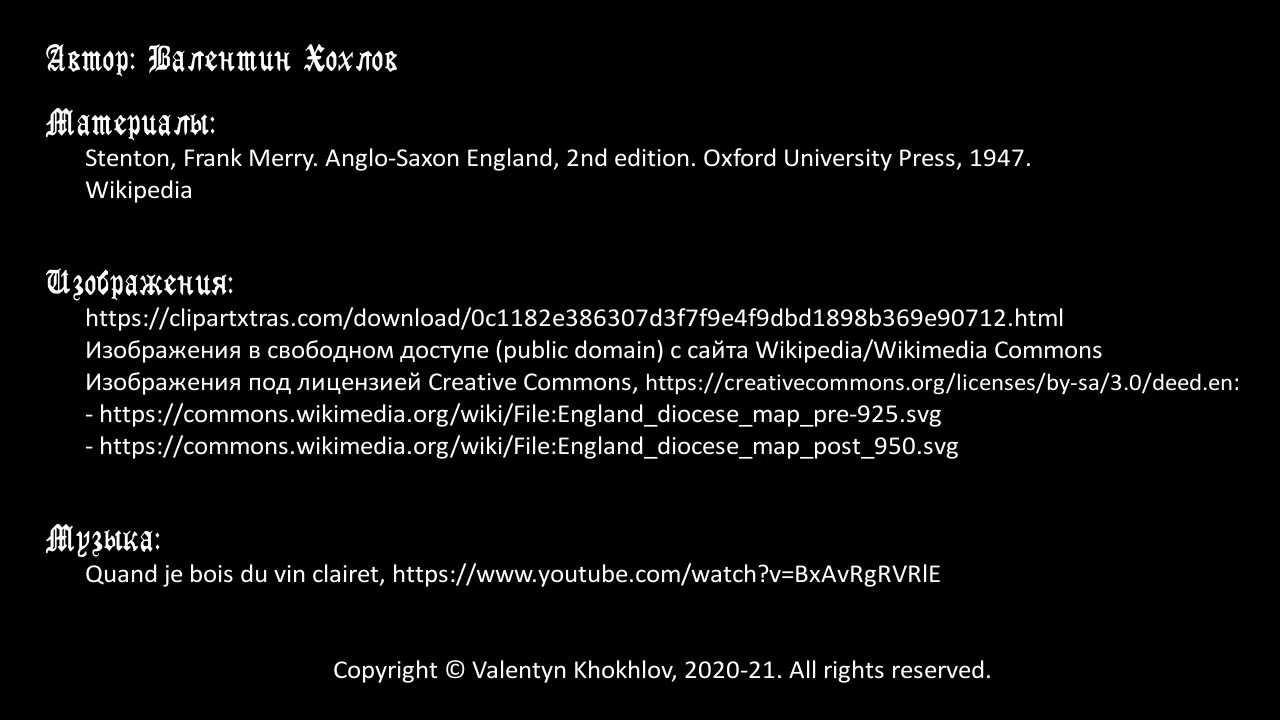 Автор: Валентин Хохлов
Материалы:
Stenton, Frank Merry. Anglo-Saxon England, 2nd edition. Oxford University Press, 1947.
Wikipedia
Изображения:
https://clipartxtras.com/download/0c1182e386307d3f7f9e4f9dbd1898b369e90712.html
Изображения в свободном доступе (public domain) с сайта Wikipedia/Wikimedia Commons
Изображения под лицензией Creative Commons, https://creativecommons.org/licenses/by-sa/3.0/deed.en:
- https://commons.wikimedia.org/wiki/File:England_diocese_map_pre-925.svg
- https://commons.wikimedia.org/wiki/File:England_diocese_map_post_950.svg
Музыка:
Quand je bois du vin clairet, https://www.youtube.com/watch?v=BxAvRgRVRlE
Copyright © Valentyn Khokhlov, 2020-21. All rights reserved.